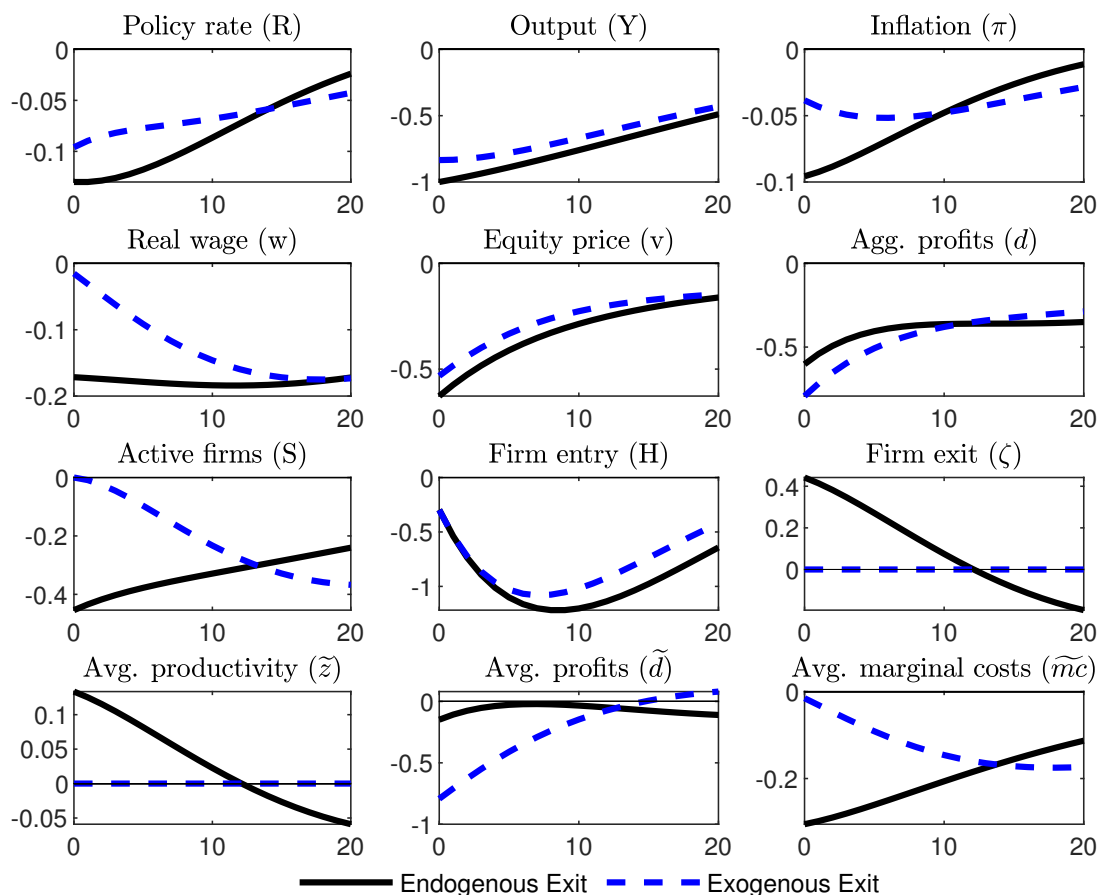 Policy rate (R) Output (Y) Inflation (π)
0 0 0
-0.05 -0.5 -0.05
-0.1 -1 -0.1
0 10 20 0 10 20 0 10 20
Real wage (w) Equity price (v) Agg. profits (d)
0 0 0
-0.1 -0.5 -0.5
-0.2
0 10 20 0 10 20 0 10 20
Active firms (S) Firm entry (H) Firm exit (ζ)
0 0 0.4
-0.2 -0.5 0.2
-0.4 -1 0
0 10 20 0 10 20 0 10 20
Avg. productivity (z̃) Avg. profits (d̃) Avg. marginal costs (m͠c)
0.1 0 0
0.05 -0.5 -0.2
0 -1
-0.05
0 10 20 0 10 20 0 10 20
Endogenous Exit Exogenous Exit